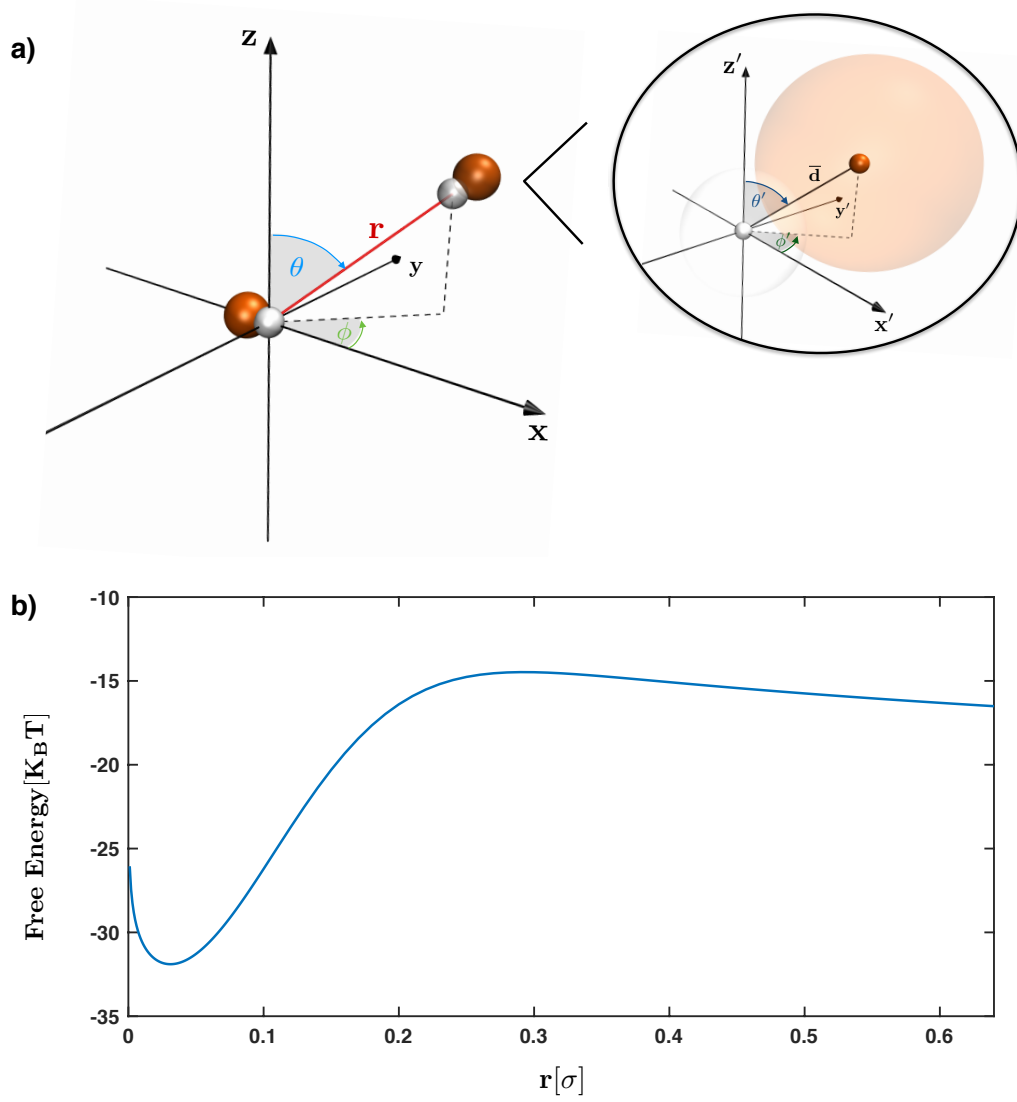 a)
z
r
θ
y
ϕ
x
z′
d̅
θ′
y′
ϕ′
x′
b)
-10
-15
-20
-25
-30
-35
Free Energy[K_BT]
0 0.1 0.2 0.3 0.4 0.5 0.6
r[σ]